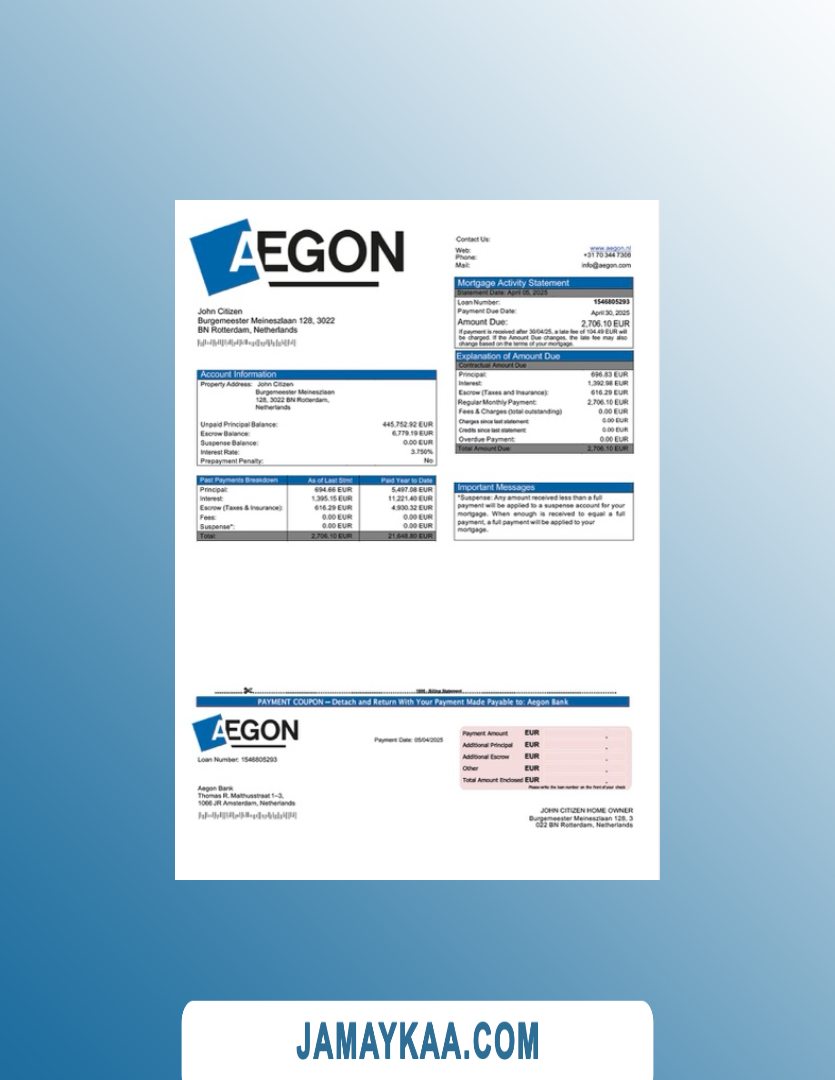 AEGON
Contact Us:
Web: www.aegon.nl
Phone: +31 70 344 7308
Mail: info@aegon.com
Mortgage Activity Statement
Statement Date: April 05, 2025
Loan Number: 1546805293
Payment Due Date: April 30, 2025
Amount Due: 2,706.10 EUR
If payment is received after 30/04/25, a late fee of 104.49 EUR will
be charged. If the Amount Due changes, the late fee may also
change based on the terms of your mortgage.
John Citizen
Burgemeester Meineszlaan 128, 3022
BN Rotterdam, Netherlands
Explanation of Amount Due
Contractual Amount Due
Principal: 696.83 EUR
Interest: 1,392.98 EUR
Escrow (Taxes and Insurance): 616.29 EUR
Regular Monthly Payment: 2,706.10 EUR
Fees & Charges (total outstanding) 0.00 EUR
Charges since last statement: 0.00 EUR
Credits since last statement: 0.00 EUR
Overdue Payment: 0.00 EUR
Total Amount Due: 2,706.10 EUR
Account Information
Property Address: John Citizen
Burgemeester Meineszlaan
128, 3022 BN Rotterdam,
Netherlands
Unpaid Principal Balance: 445,752.92 EUR
Escrow Balance: 6,779.19 EUR
Suspense Balance: 0.00 EUR
Interest Rate: 3.750%
Prepayment Penalty: No
Past Payments Breakdown As of Last Stmt Paid Year to Date
Principal: 694.66 EUR 5,497.08 EUR
Interest: 1,395.15 EUR 11,221.40 EUR
Escrow (Taxes & Insurance): 616.29 EUR 4,930.32 EUR
Fees: 0.00 EUR 0.00 EUR
Suspense*: 0.00 EUR 0.00 EUR
Total: 2,706.10 EUR 21,648.80 EUR
Important Messages
*Suspense: Any amount received less than a full
payment will be applied to a suspense account for your
mortgage. When enough is received to equal a full
payment, a full payment will be applied to your
mortgage.
1098 - Billing Statement
PAYMENT COUPON – Detach and Return With Your Payment Made Payable to: Aegon Bank
AEGON
Loan Number: 1546805293
Payment Date: 05/04/2025
Payment Amount EUR
Additional Principal EUR
Additional Escrow EUR
Other EUR
Total Amount Enclosed EUR
Please write the loan number on the front of your check
Aegon Bank
Thomas R. Malthusstraat 1–3,
1066 JR Amsterdam, Netherlands
JOHN CITIZEN HOME OWNER
Burgemeester Meineszlaan 128, 3
022 BN Rotterdam, Netherlands
JAMAYKAA.COM